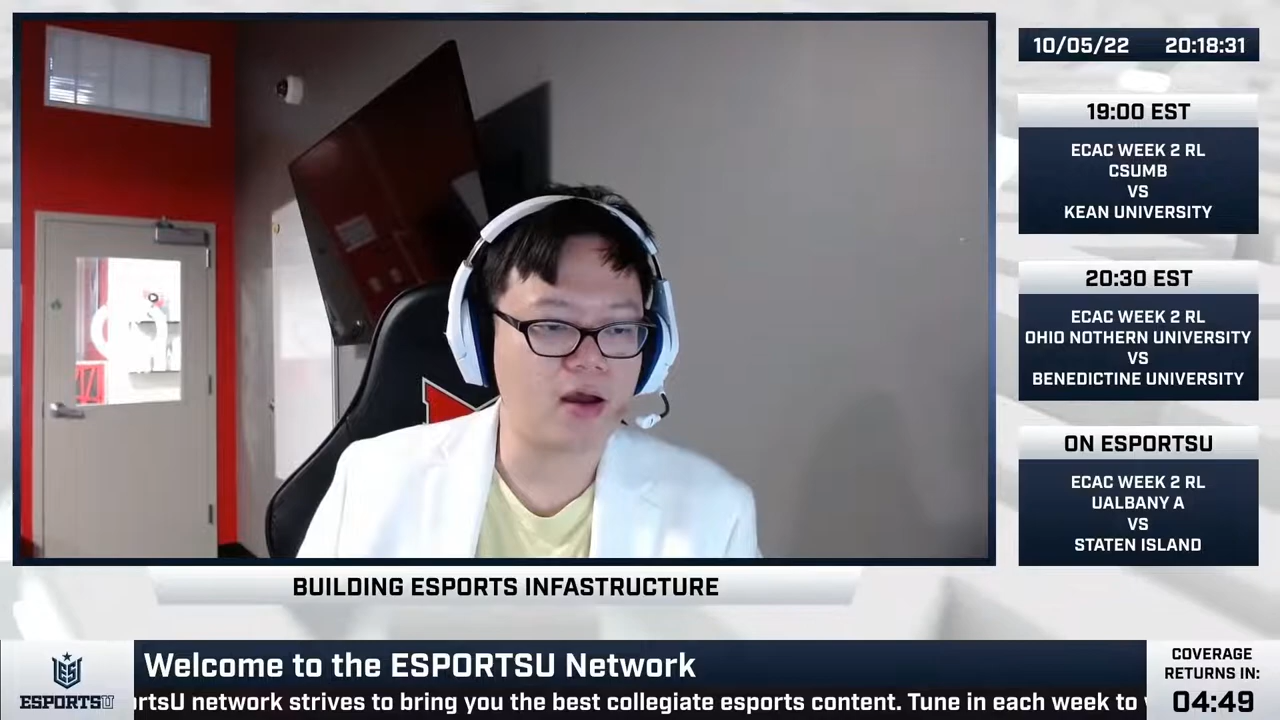 10/05/22 20:18:31
19:00 EST
ECAC WEEK 2 RL
CSUMB
VS
KEAN UNIVERSITY
20:30 EST
ECAC WEEK 2 RL
OHIO NOTHERN UNIVERSITY
VS
BENEDICTINE UNIVERSITY
ON ESPORTSU
ECAC WEEK 2 RL
UALBANY A
VS
STATEN ISLAND
BUILDING ESPORTS INFASTRUCTURE
Welcome to the ESPORTSU Network
rtsU network strives to bring you the best collegiate esports content. Tune in each week to
ESPORTSU
COVERAGE
RETURNS IN:
04:49